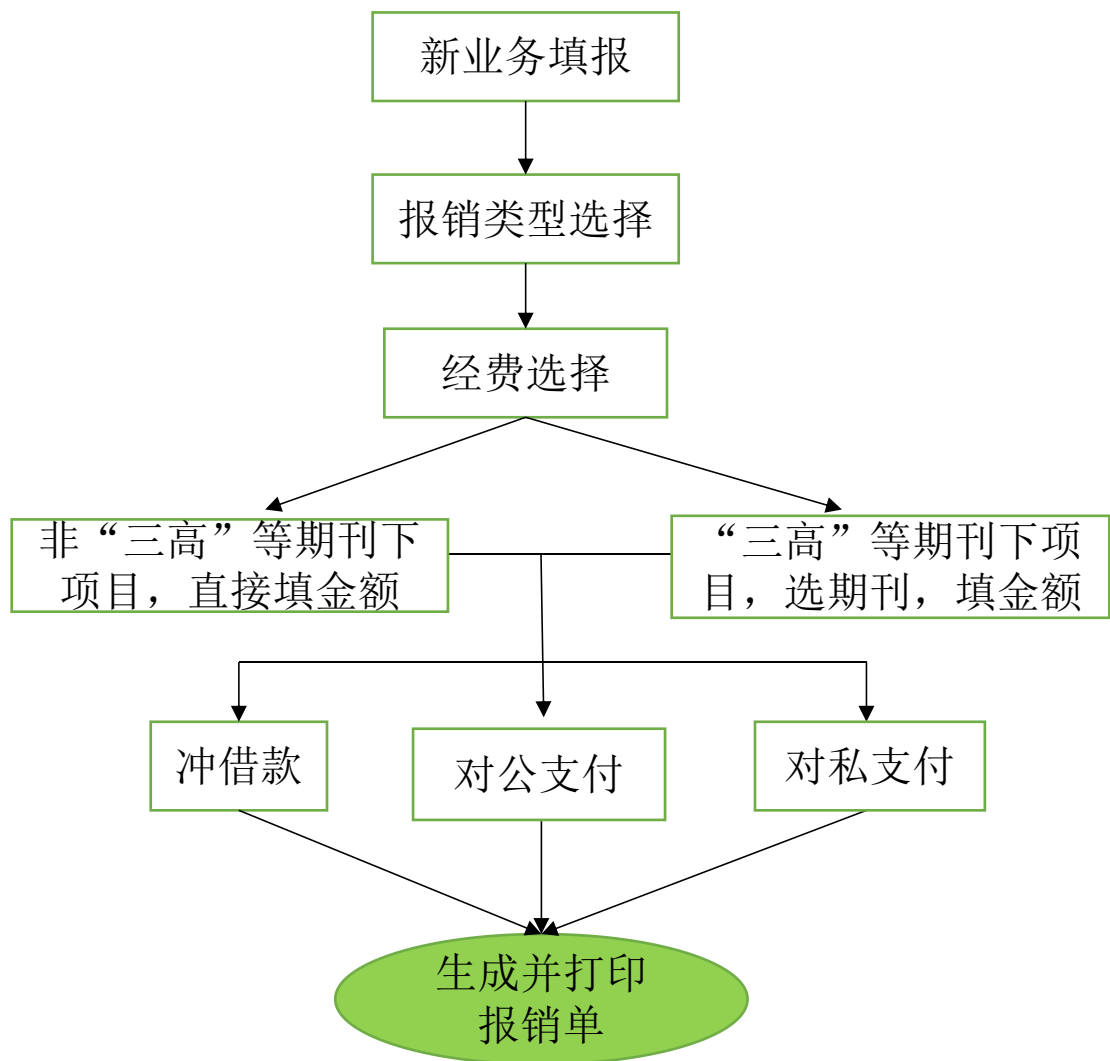 新业务填报
报销类型选择
经费选择
非“三高”等期刊下
项目，直接填金额
“三高”等期刊下项
目，选期刊，填金额
冲借款
对公支付
对私支付
生成并打印
报销单